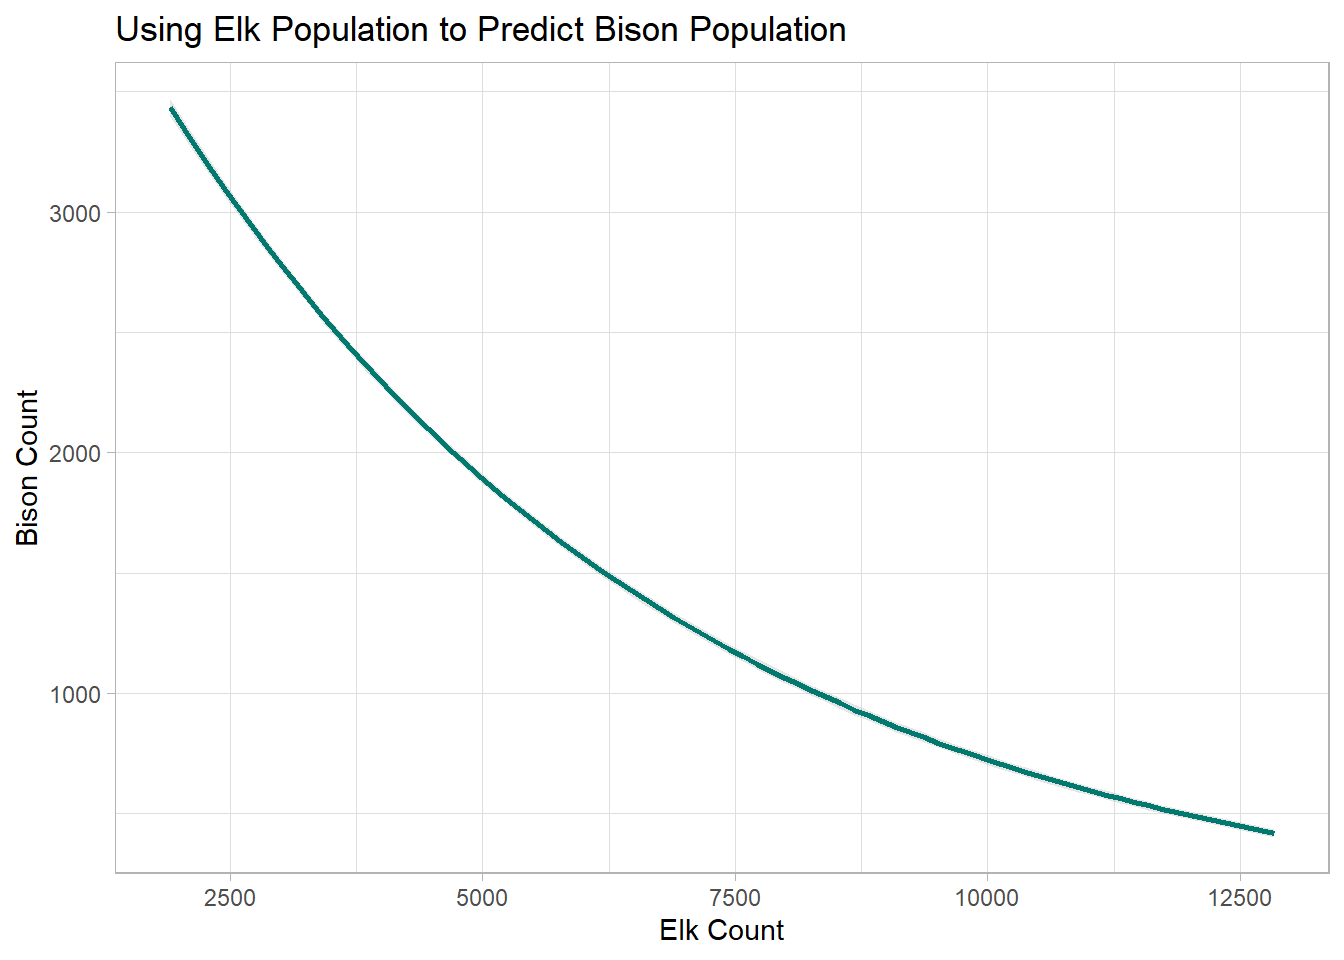 Using Elk Population to Predict Bison Population
3000
2000
1000
Bison Count
2500 5000 7500 10000 12500
Elk Count